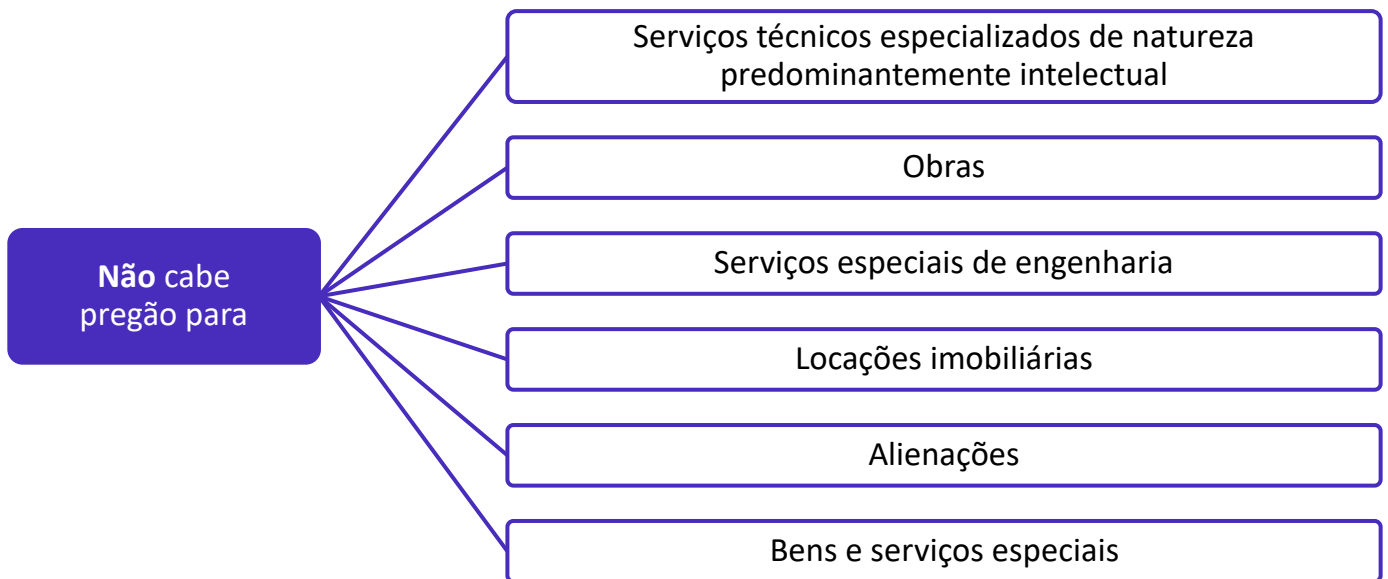 Não cabe
pregão para
Serviços técnicos especializados de natureza
predominantemente intelectual
Obras
Serviços especiais de engenharia
Locações imobiliárias
Alienações
Bens e serviços especiais